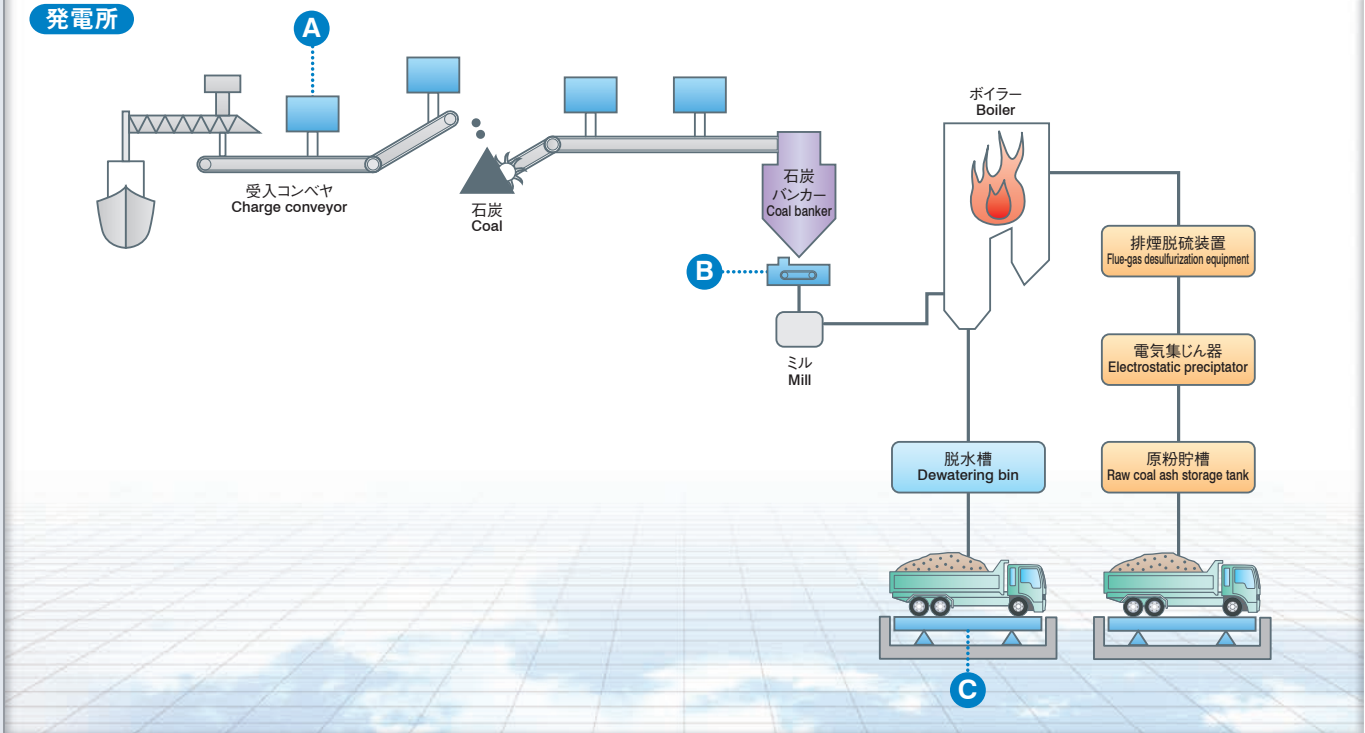 発電所
A
受入コンベヤ
Charge conveyor
石炭
Coal
石炭
バンカー
Coal banker
B
ミル
Mill
ボイラー
Boiler
排煙脱硫装置
Flue-gas desulfurization equipment
電気集じん器
Electrostatic preciptator
脱水槽
Dewatering bin
原粉貯槽
Raw coal ash storage tank
C